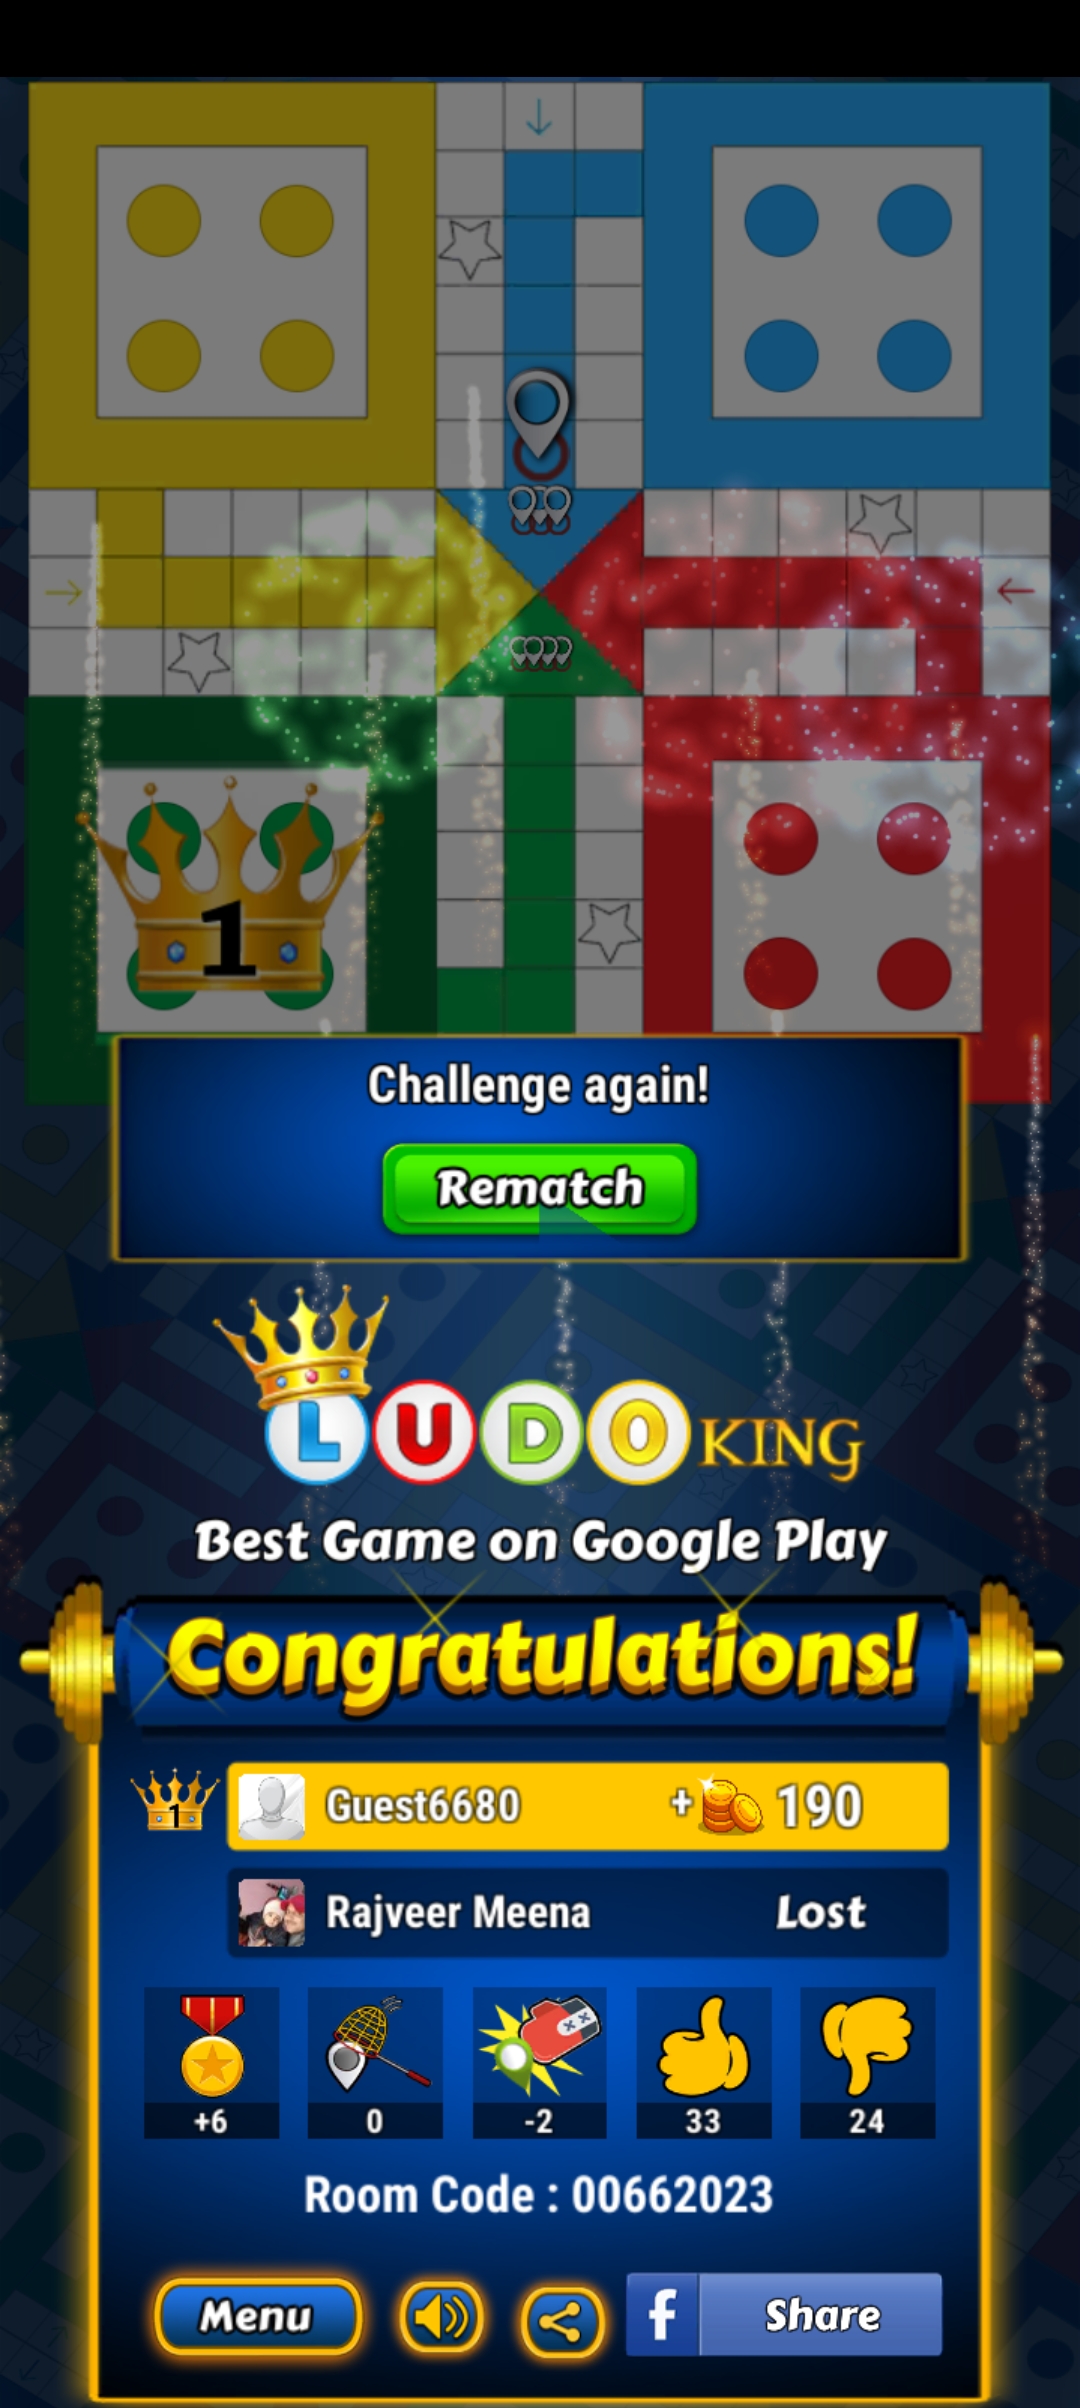 1
Challenge again!
Rematch
LUDO KING
Best Game on Google Play
Congratulations!
1 Guest6680 + 190
Rajveer Meena Lost
+6 0 -2 33 24
Room Code : 00662023
Menu f Share